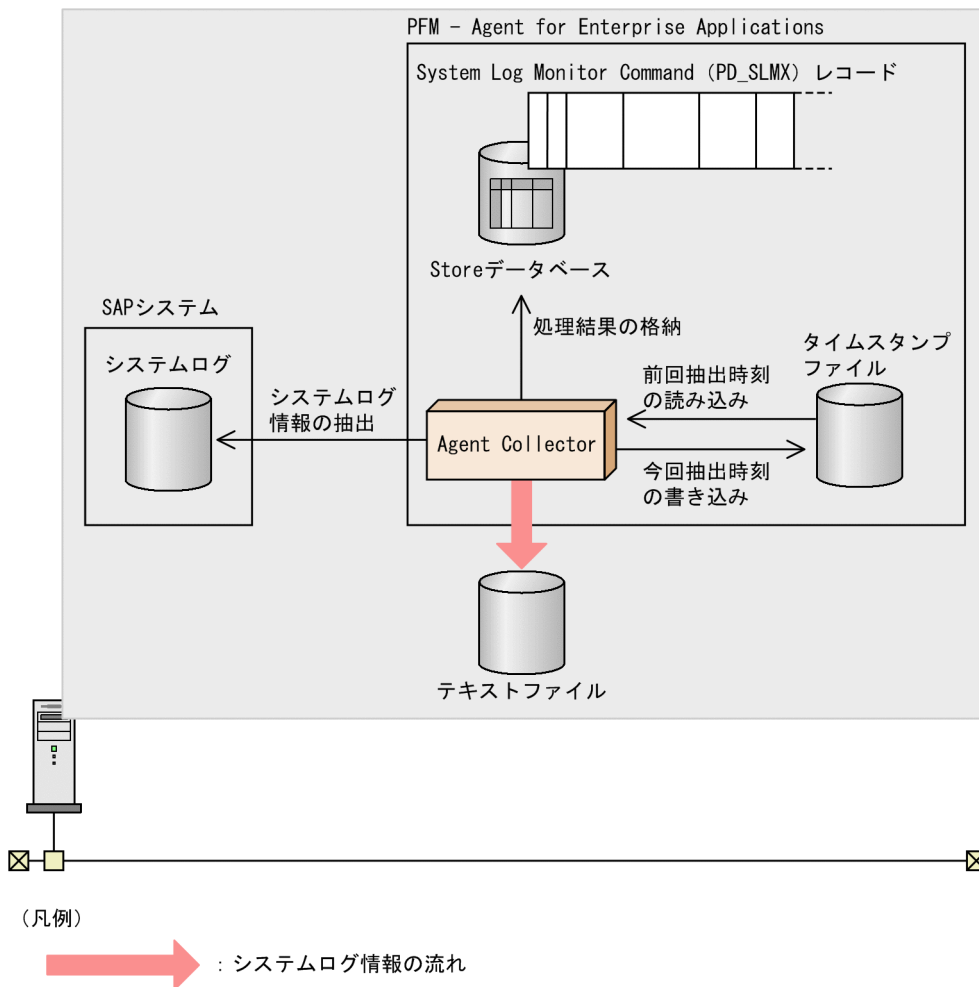 PFM - Agent for Enterprise Applications
System Log Monitor Command (PD_SLMX) レコード
Storeデータベース
SAPシステム
システムログ
システムログ
情報の抽出
処理結果の格納
Agent Collector
前回抽出時刻
の読み込み
タイムスタンプ
ファイル
今回抽出時刻
の書き込み
テキストファイル
(凡例)
: システムログ情報の流れ